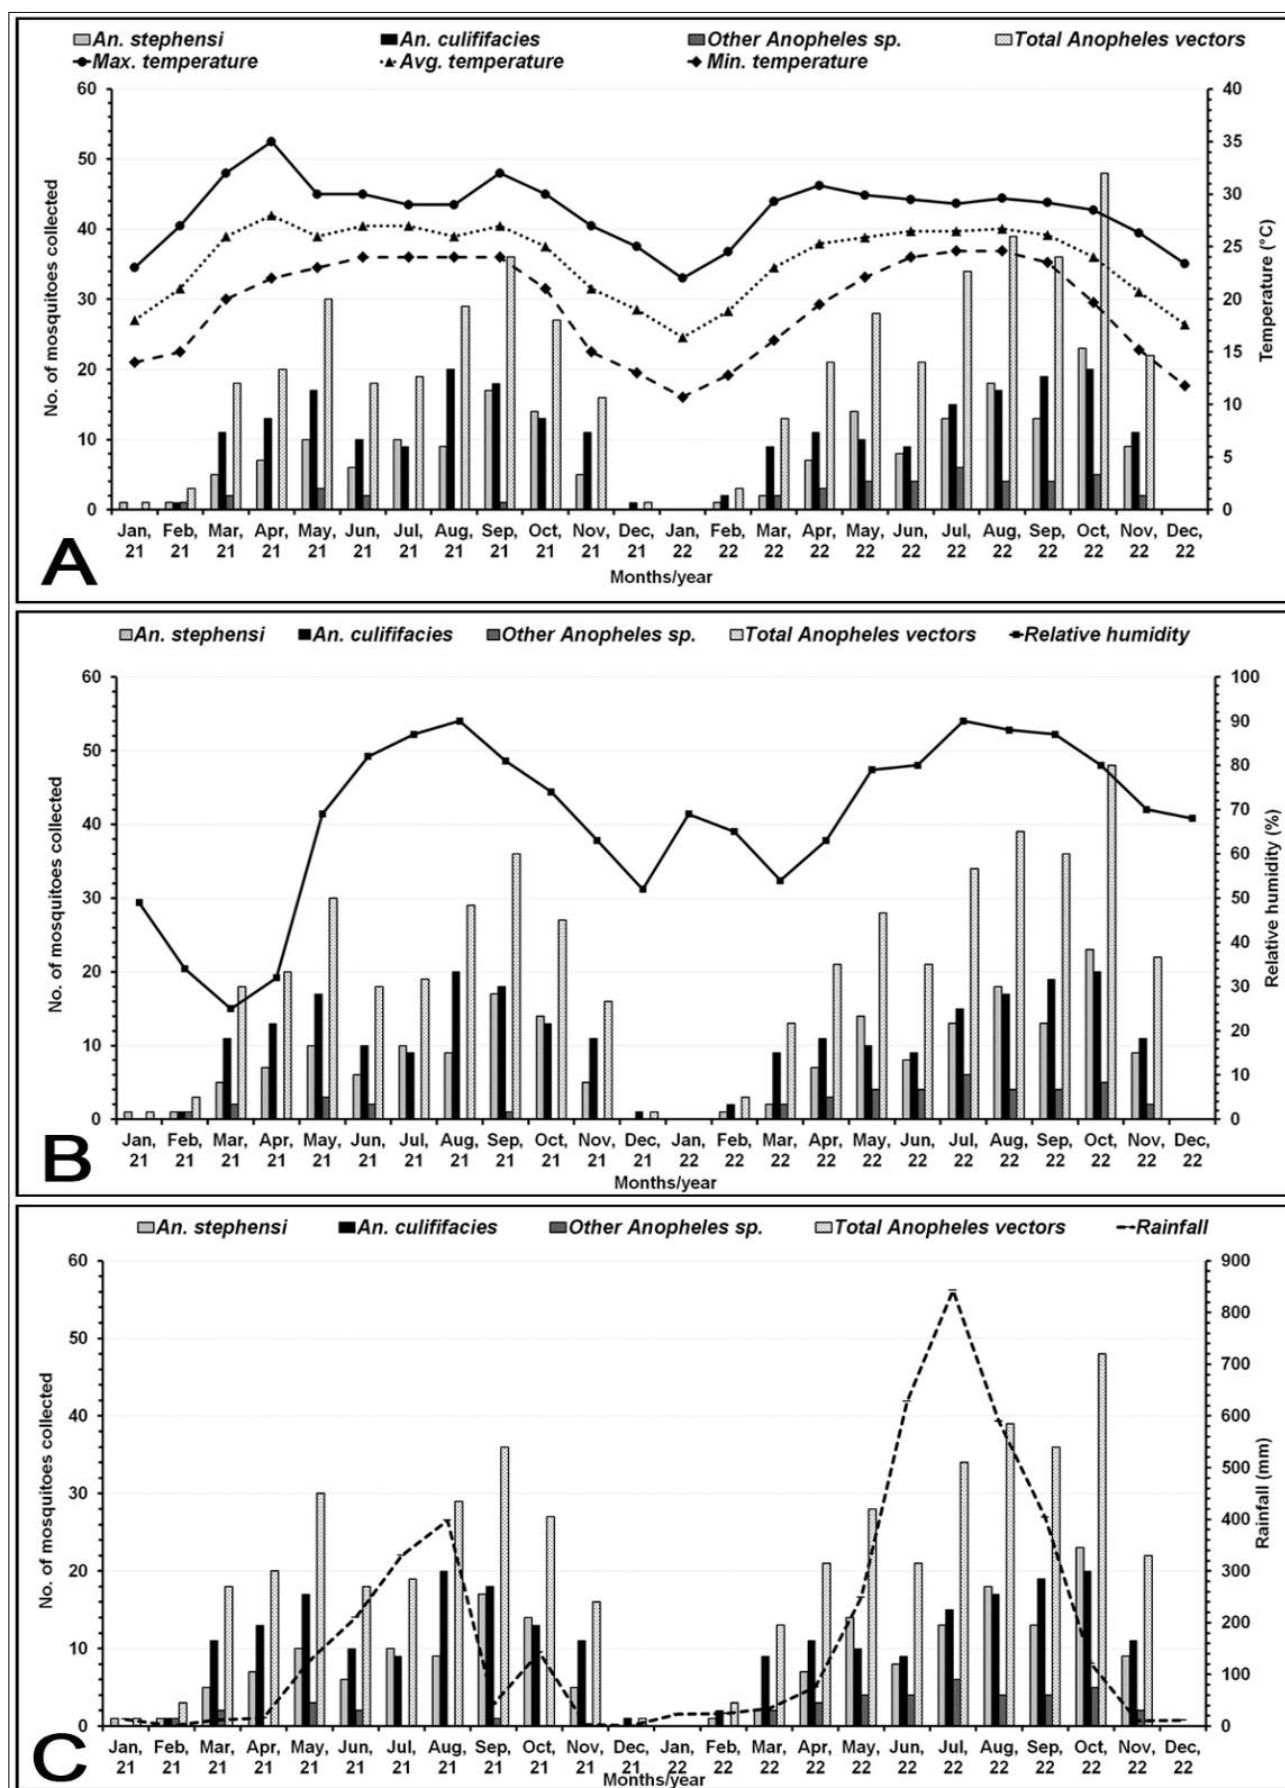 An. stephensi An. culififacies Other Anopheles sp. Total Anopheles vectors
Max. temperature Avg. temperature Min. temperature
60 40
35
50
30
40
25
30 20
15
20
10
10
5
0 0
No. of mosquitoes collected
Temperature (°C)
Jan, Feb, Mar, Apr, May, Jun, Jul, Aug, Sep, Oct, Nov, Dec, Jan, Feb, Mar, Apr, May, Jun, Jul, Aug, Sep, Oct, Nov, Dec,
21 21 21 21 21 21 21 21 21 21 21 21 22 22 22 22 22 22 22 22 22 22 22 22
Months/year
A
An. stephensi An. culififacies Other Anopheles sp. Total Anopheles vectors Relative humidity
60 100
90
50
80
70
40
60
30 50
40
20
30
20
10
10
0 0
No. of mosquitoes collected
Relative humidity (%)
Jan, Feb, Mar, Apr, May, Jun, Jul, Aug, Sep, Oct, Nov, Dec, Jan, Feb, Mar, Apr, May, Jun, Jul, Aug, Sep, Oct, Nov, Dec,
21 21 21 21 21 21 21 21 21 21 21 21 22 22 22 22 22 22 22 22 22 22 22 22
Months/year
B
An. stephensi An. culififacies Other Anopheles sp. Total Anopheles vectors Rainfall
60 900
800
50
700
40 600
500
30
400
20 300
200
10
100
0 0
No. of mosquitoes collected
Rainfall (mm)
Jan, Feb, Mar, Apr, May, Jun, Jul, Aug, Sep, Oct, Nov, Dec, Jan, Feb, Mar, Apr, May, Jun, Jul, Aug, Sep, Oct, Nov, Dec,
21 21 21 21 21 21 21 21 21 21 21 21 22 22 22 22 22 22 22 22 22 22 22 22
Months/year
C